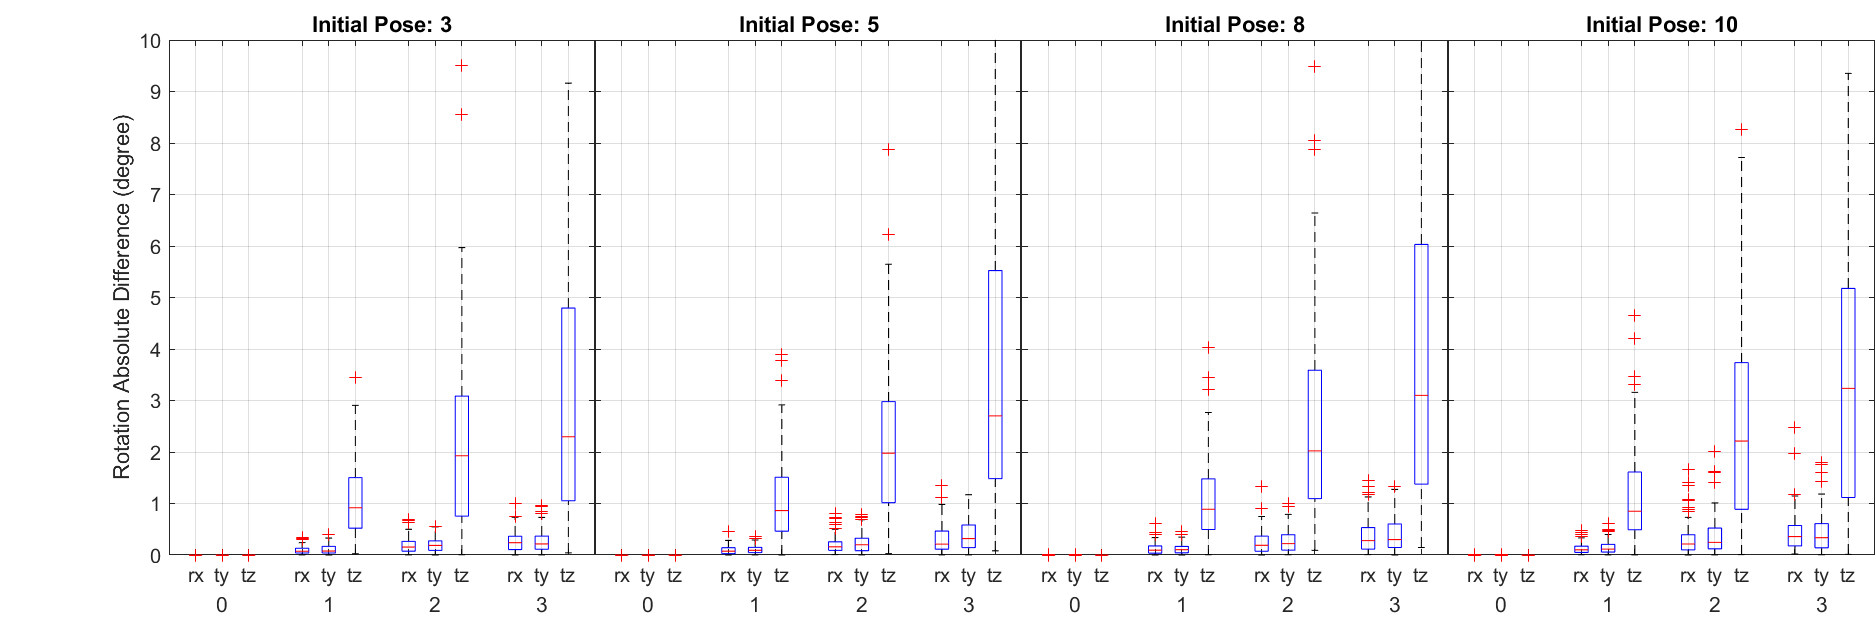 Initial Pose: 3 Initial Pose: 5 Initial Pose: 8 Initial Pose: 10
Rotation Absolute Difference (degree)
10
9
8
7
6
5
4
3
2
1
0
rx ty tz rx ty tz rx ty tz rx ty tz rx ty tz rx ty tz rx ty tz rx ty tz rx ty tz rx ty tz rx ty tz rx ty tz rx ty tz rx ty tz rx ty tz rx ty tz
0 1 2 3 0 1 2 3 0 1 2 3 0 1 2 3